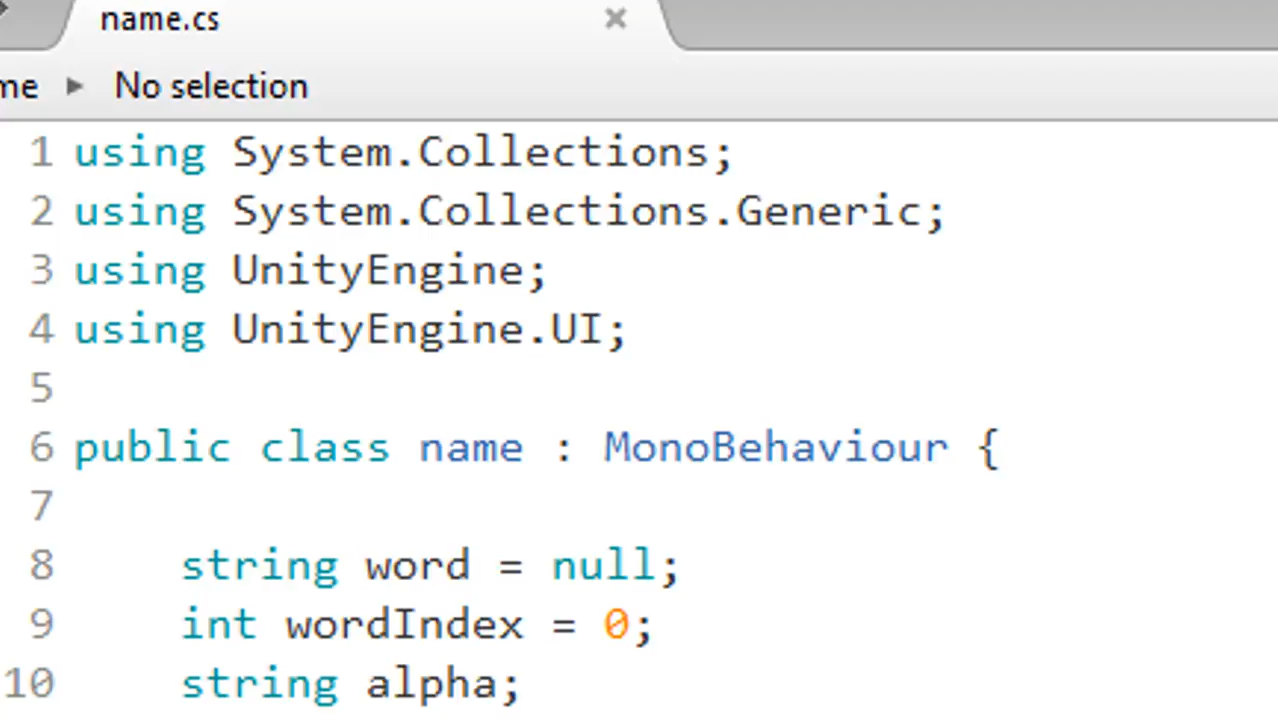 name.cs ×
me ▸ No selection
1 using System.Collections;
2 using System.Collections.Generic;
3 using UnityEngine;
4 using UnityEngine.UI;
5
6 public class name : MonoBehaviour {
7
8 string word = null;
9 int wordIndex = 0;
10 string alpha;